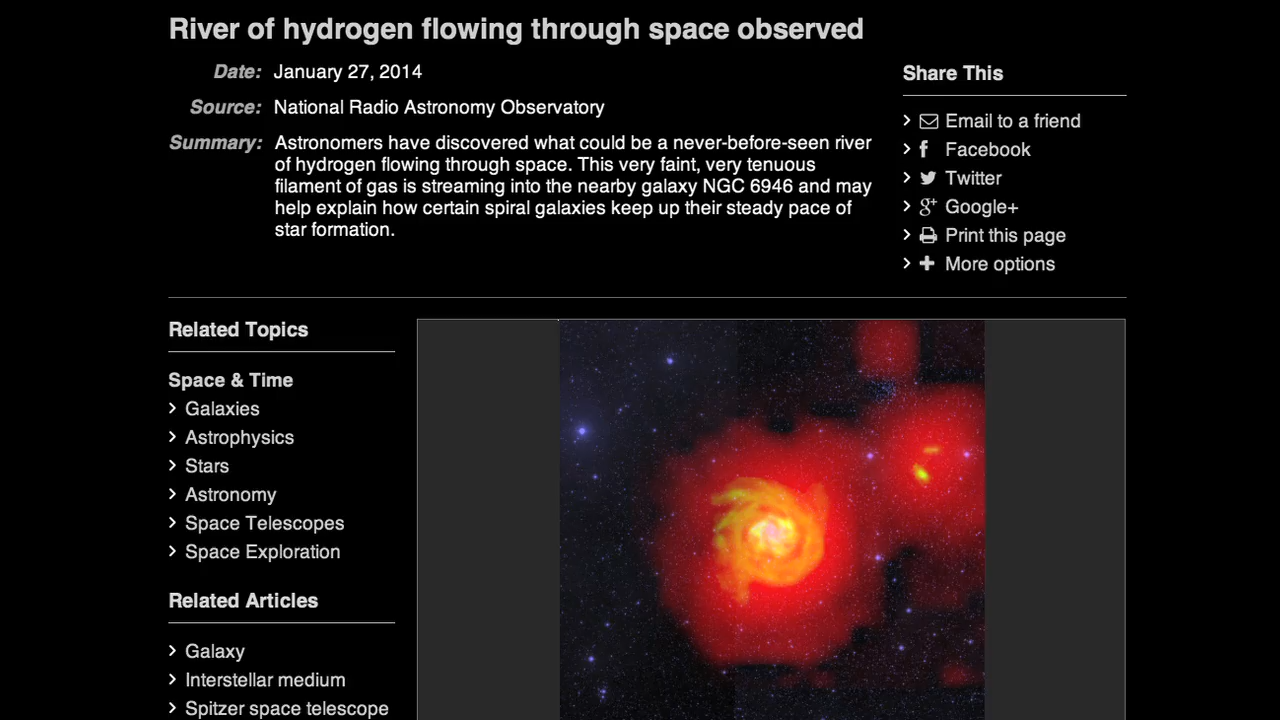 River of hydrogen flowing through space observed
Date: January 27, 2014
Source: National Radio Astronomy Observatory
Summary: Astronomers have discovered what could be a never-before-seen river
of hydrogen flowing through space. This very faint, very tenuous
filament of gas is streaming into the nearby galaxy NGC 6946 and may
help explain how certain spiral galaxies keep up their steady pace of
star formation.
Share This
Email to a friend
Facebook
Twitter
Google+
Print this page
More options
Related Topics
Space & Time
Galaxies
Astrophysics
Stars
Astronomy
Space Telescopes
Space Exploration
Related Articles
Galaxy
Interstellar medium
Spitzer space telescope